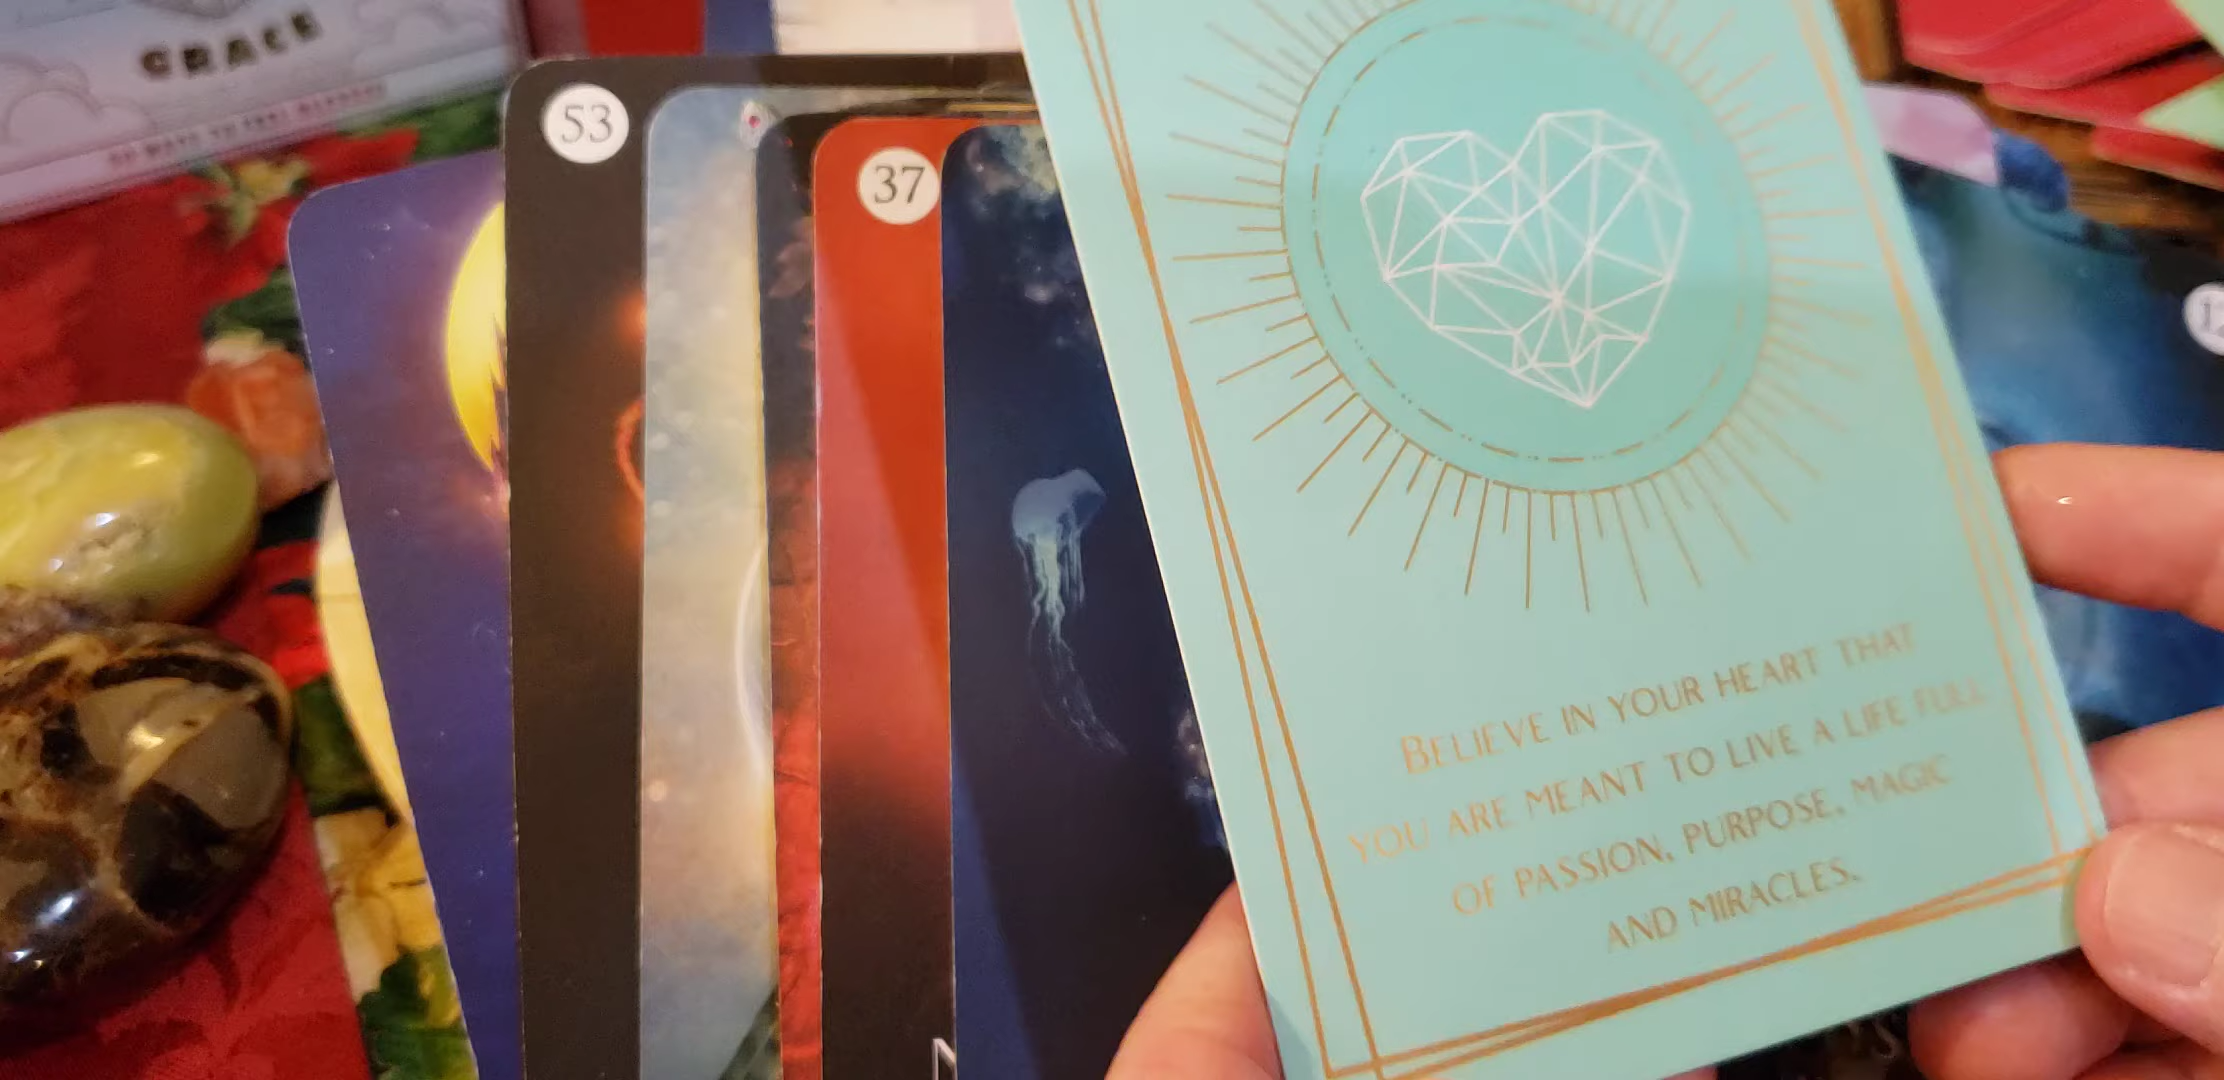 GRACE
53
37
BELIEVE IN YOUR HEART THAT
YOU ARE MEANT TO LIVE A LIFE FULL
OF PASSION, PURPOSE, MAGIC
AND MIRACLES.
N